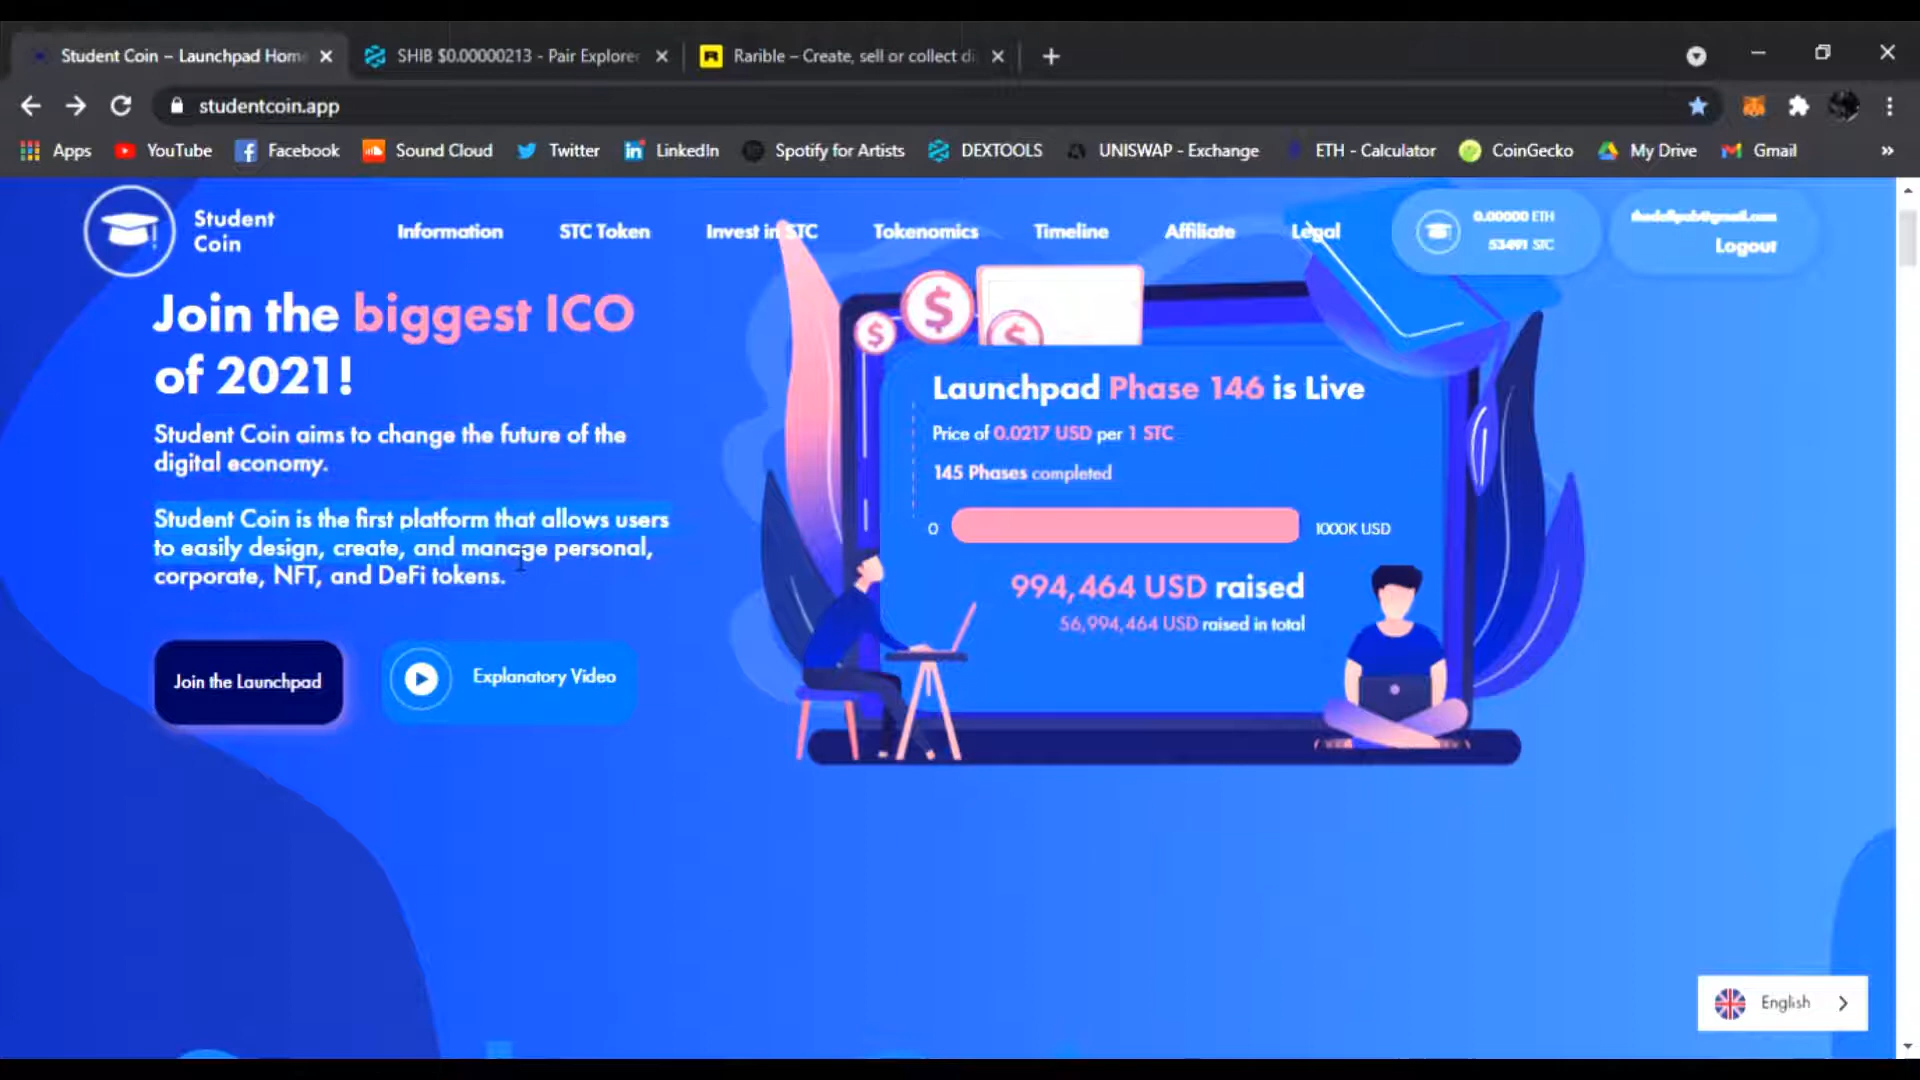 Student Coin – Launchpad Hom
SHIB $0.00000213 - Pair Explorer
Rarible – Create, sell or collect di
studentcoin.app
Apps
YouTube
Facebook
Sound Cloud
Twitter
LinkedIn
Spotify for Artists
DEXTOOLS
UNISWAP - Exchange
ETH - Calculator
CoinGecko
My Drive
Gmail
»
Student
Coin
Information
STC Token
Invest in STC
Tokenomics
Timeline
Affiliate
Legal
0.00000 ETH
53491 STC
Logout
Join the biggest ICO
of 2021!
Student Coin aims to change the future of the
digital economy.
Student Coin is the first platform that allows users
to easily design, create, and manage personal,
corporate, NFT, and DeFi tokens.
Join the Launchpad
Explanatory Video
Launchpad Phase 146 is Live
Price of 0.0217 USD per 1 STC
145 Phases completed
0
1000K USD
994,464 USD raised
56,994,464 USD raised in total
English